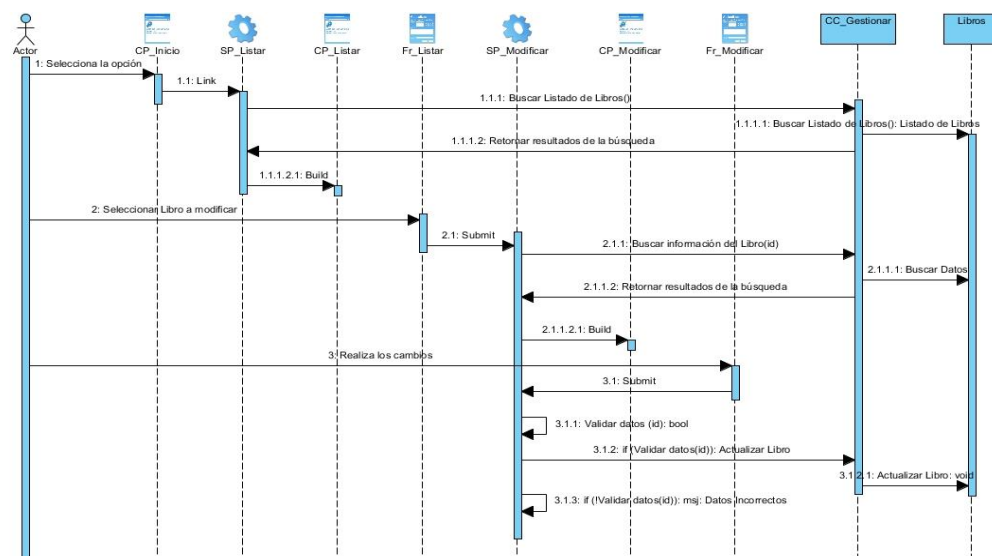 Actor
CP_Inicio
SP_Listar
CP_Listar
Fr_Listar
SP_Modificar
CP_Modificar
Fr_Modificar
CC_Gestionar
Libros
1: Selecciona la opción
1.1: Link
1.1.1: Buscar Listado de Libros()
1.1.1.1: Buscar Listado de Libros(): Listado de Libros
1.1.1.2: Retornar resultados de la búsqueda
1.1.1.2.1: Build
2: Seleccionar Libro a modificar
2.1: Submit
2.1.1: Buscar información del Libro(id)
2.1.1.1: Buscar Datos
2.1.1.2: Retornar resultados de la búsqueda
2.1.1.2.1: Build
3: Realiza los cambios
3.1: Submit
3.1.1: Validar datos (id): bool
3.1.2: if (Validar datos(id)): Actualizar Libro
3.1.2.1: Actualizar Libro: void
3.1.3: if (!Validar datos(id)): msj: Datos Incorrectos